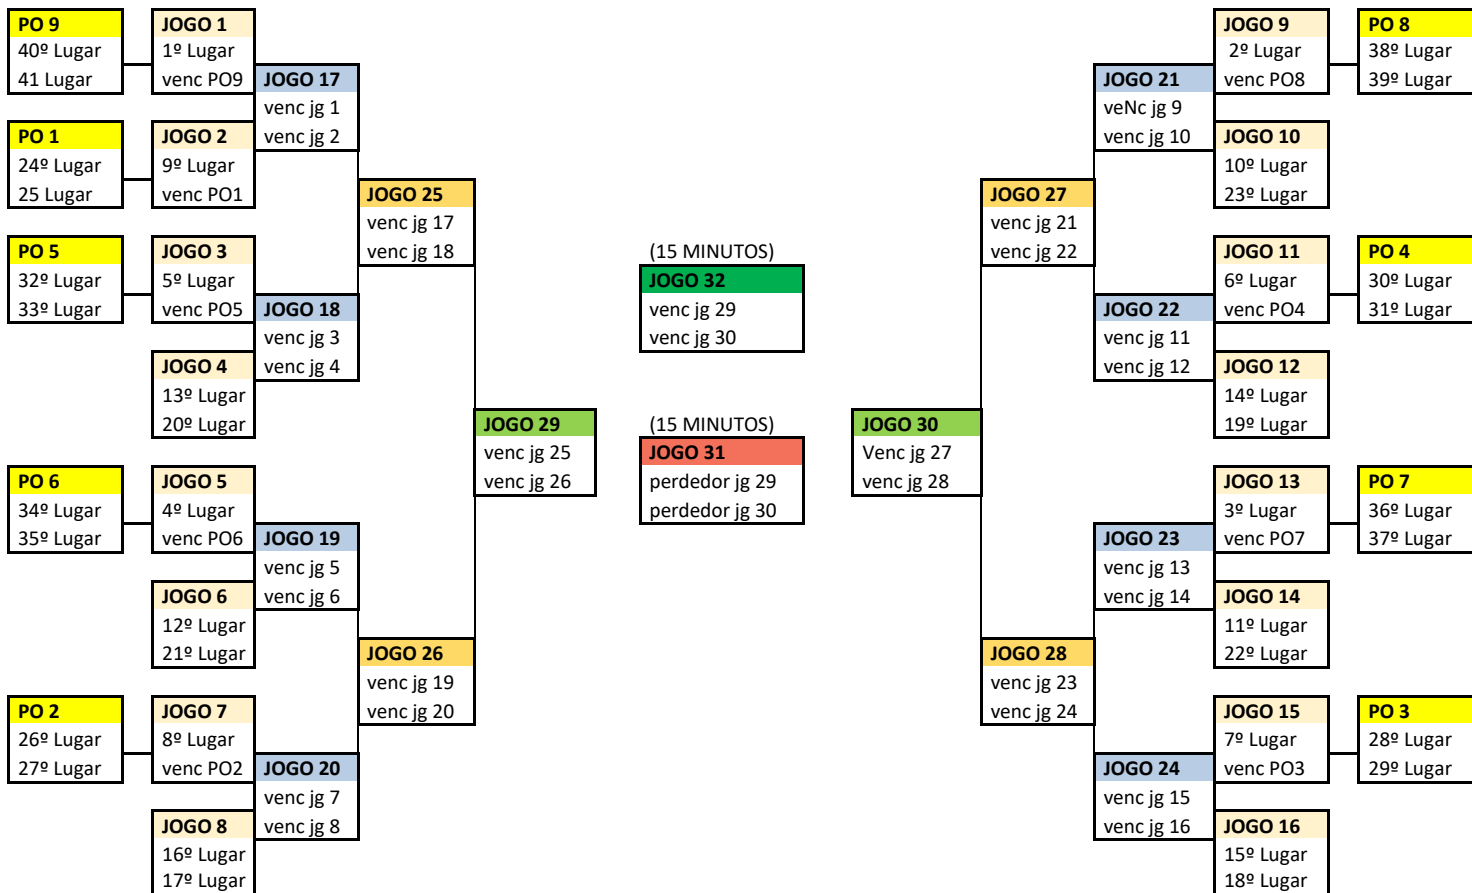 PO 9
40º Lugar
41 Lugar
JOGO 1
1º Lugar
venc PO9
JOGO 17
venc jg 1
venc jg 2
PO 1
24º Lugar
25 Lugar
JOGO 2
9º Lugar
venc PO1
JOGO 25
venc jg 17
venc jg 18
PO 5
32º Lugar
33º Lugar
JOGO 3
5º Lugar
venc PO5
JOGO 18
venc jg 3
venc jg 4
JOGO 4
13º Lugar
20º Lugar
JOGO 29
venc jg 25
venc jg 26
PO 6
34º Lugar
35º Lugar
JOGO 5
4º Lugar
venc PO6
JOGO 19
venc jg 5
venc jg 6
JOGO 6
12º Lugar
21º Lugar
JOGO 26
venc jg 19
venc jg 20
PO 2
26º Lugar
27º Lugar
JOGO 7
8º Lugar
venc PO2
JOGO 20
venc jg 7
venc jg 8
JOGO 8
16º Lugar
17º Lugar
(15 MINUTOS)
JOGO 32
venc jg 29
venc jg 30
(15 MINUTOS)
JOGO 31
perdedor jg 29
perdedor jg 30
JOGO 9
2º Lugar
venc PO8
PO 8
38º Lugar
39º Lugar
JOGO 21
veNc jg 9
venc jg 10
JOGO 10
10º Lugar
23º Lugar
JOGO 27
venc jg 21
venc jg 22
JOGO 11
6º Lugar
venc PO4
PO 4
30º Lugar
31º Lugar
JOGO 22
venc jg 11
venc jg 12
JOGO 12
14º Lugar
19º Lugar
JOGO 30
Venc jg 27
venc jg 28
JOGO 13
3º Lugar
venc PO7
PO 7
36º Lugar
37º Lugar
JOGO 23
venc jg 13
venc jg 14
JOGO 14
11º Lugar
22º Lugar
JOGO 28
venc jg 23
venc jg 24
JOGO 15
7º Lugar
venc PO3
PO 3
28º Lugar
29º Lugar
JOGO 24
venc jg 15
venc jg 16
JOGO 16
15º Lugar
18º Lugar